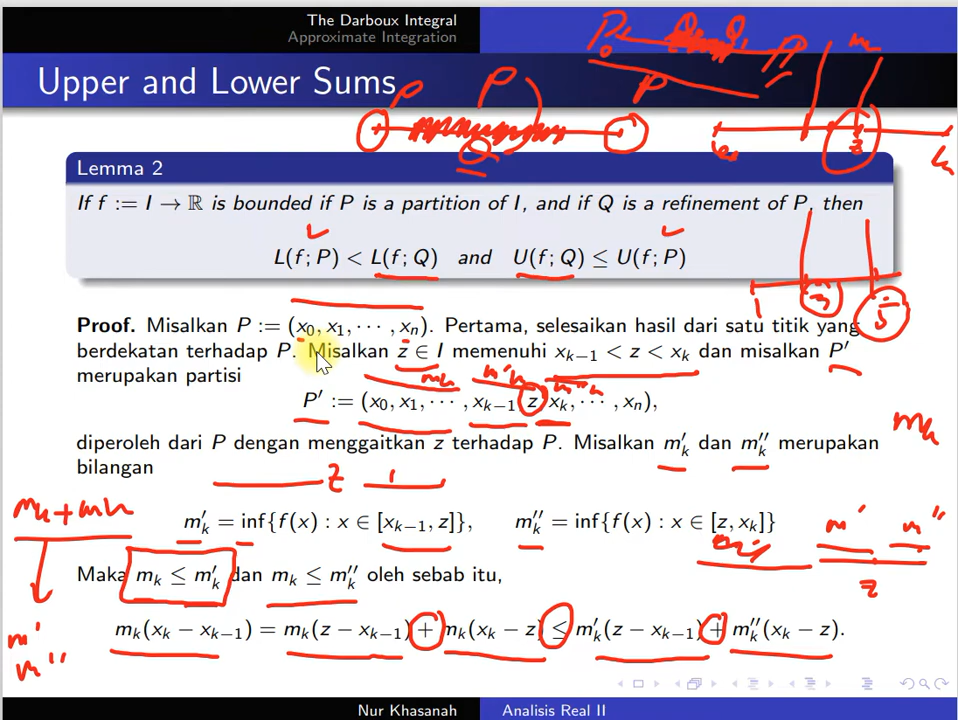 The Darboux Integral
Approximate Integration
Upper and Lower Sums
P P
Q
P₀
P
z
Lemma 2
If f := I → ℝ is bounded if P is a partition of I, and if Q is a refinement of P, then
L(f; P) < L(f; Q) and U(f; Q) ≤ U(f; P)
Proof. Misalkan P := (x₀, x₁, ⋯ , xₙ). Pertama, selesaikan hasil dari satu titik yang
berdekatan terhadap P. Misalkan z ∈ I memenuhi xₖ₋₁ < z < xₖ dan misalkan P′
merupakan partisi
P′ := (x₀, x₁, ⋯ , xₖ₋₁, z, xₖ, ⋯ , xₙ),
diperoleh dari P dengan menggaitkan z terhadap P. Misalkan m′ₖ dan m″ₖ merupakan
bilangan
mₖ
z
mₖ + mₖ
m′ₖ = inf{f(x) : x ∈ [xₖ₋₁, z]}, m″ₖ = inf{f(x) : x ∈ [z, xₖ]}
m′ m″
z
Maka mₖ ≤ m′ₖ dan mₖ ≤ m″ₖ oleh sebab itu,
mₖ(xₖ − xₖ₋₁) = mₖ(z − xₖ₋₁) + mₖ(xₖ − z) ≤ m′ₖ(z − xₖ₋₁) + m″ₖ(xₖ − z).
m′
m″
Nur Khasanah
Analisis Real II